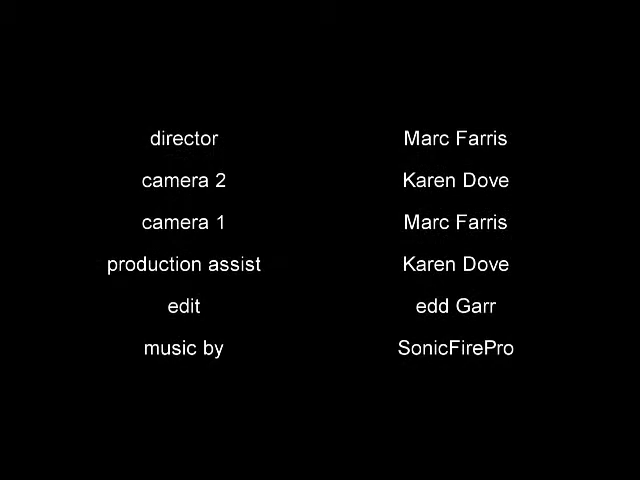 director Marc Farris
camera 2 Karen Dove
camera 1 Marc Farris
production assist Karen Dove
edit edd Garr
music by SonicFirePro